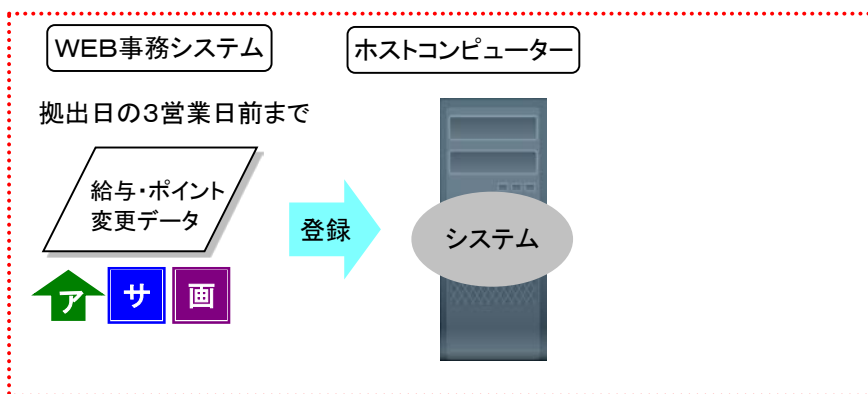 WEB事務システム
ホストコンピューター
拠出日の3営業日前まで
給与・ポイント
変更データ
登録
システム
ア
サ
画